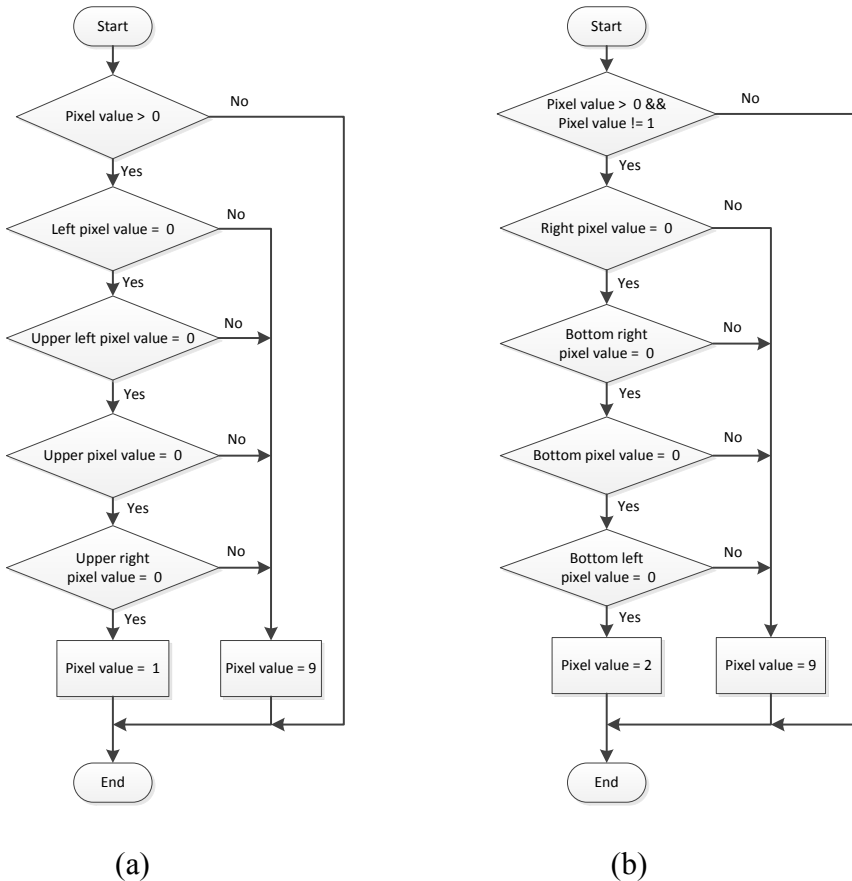 Start
Pixel value > 0
No
Yes
Left pixel value = 0
No
Yes
Upper left pixel value = 0
No
Yes
Upper pixel value = 0
No
Yes
Upper right
pixel value = 0
No
Yes
Pixel value = 1
Pixel value = 9
End
(a)
Start
Pixel value > 0 &&
Pixel value != 1
No
Yes
Right pixel value = 0
No
Yes
Bottom right
pixel value = 0
No
Yes
Bottom pixel value = 0
No
Yes
Bottom left
pixel value = 0
No
Yes
Pixel value = 2
Pixel value = 9
End
(b)